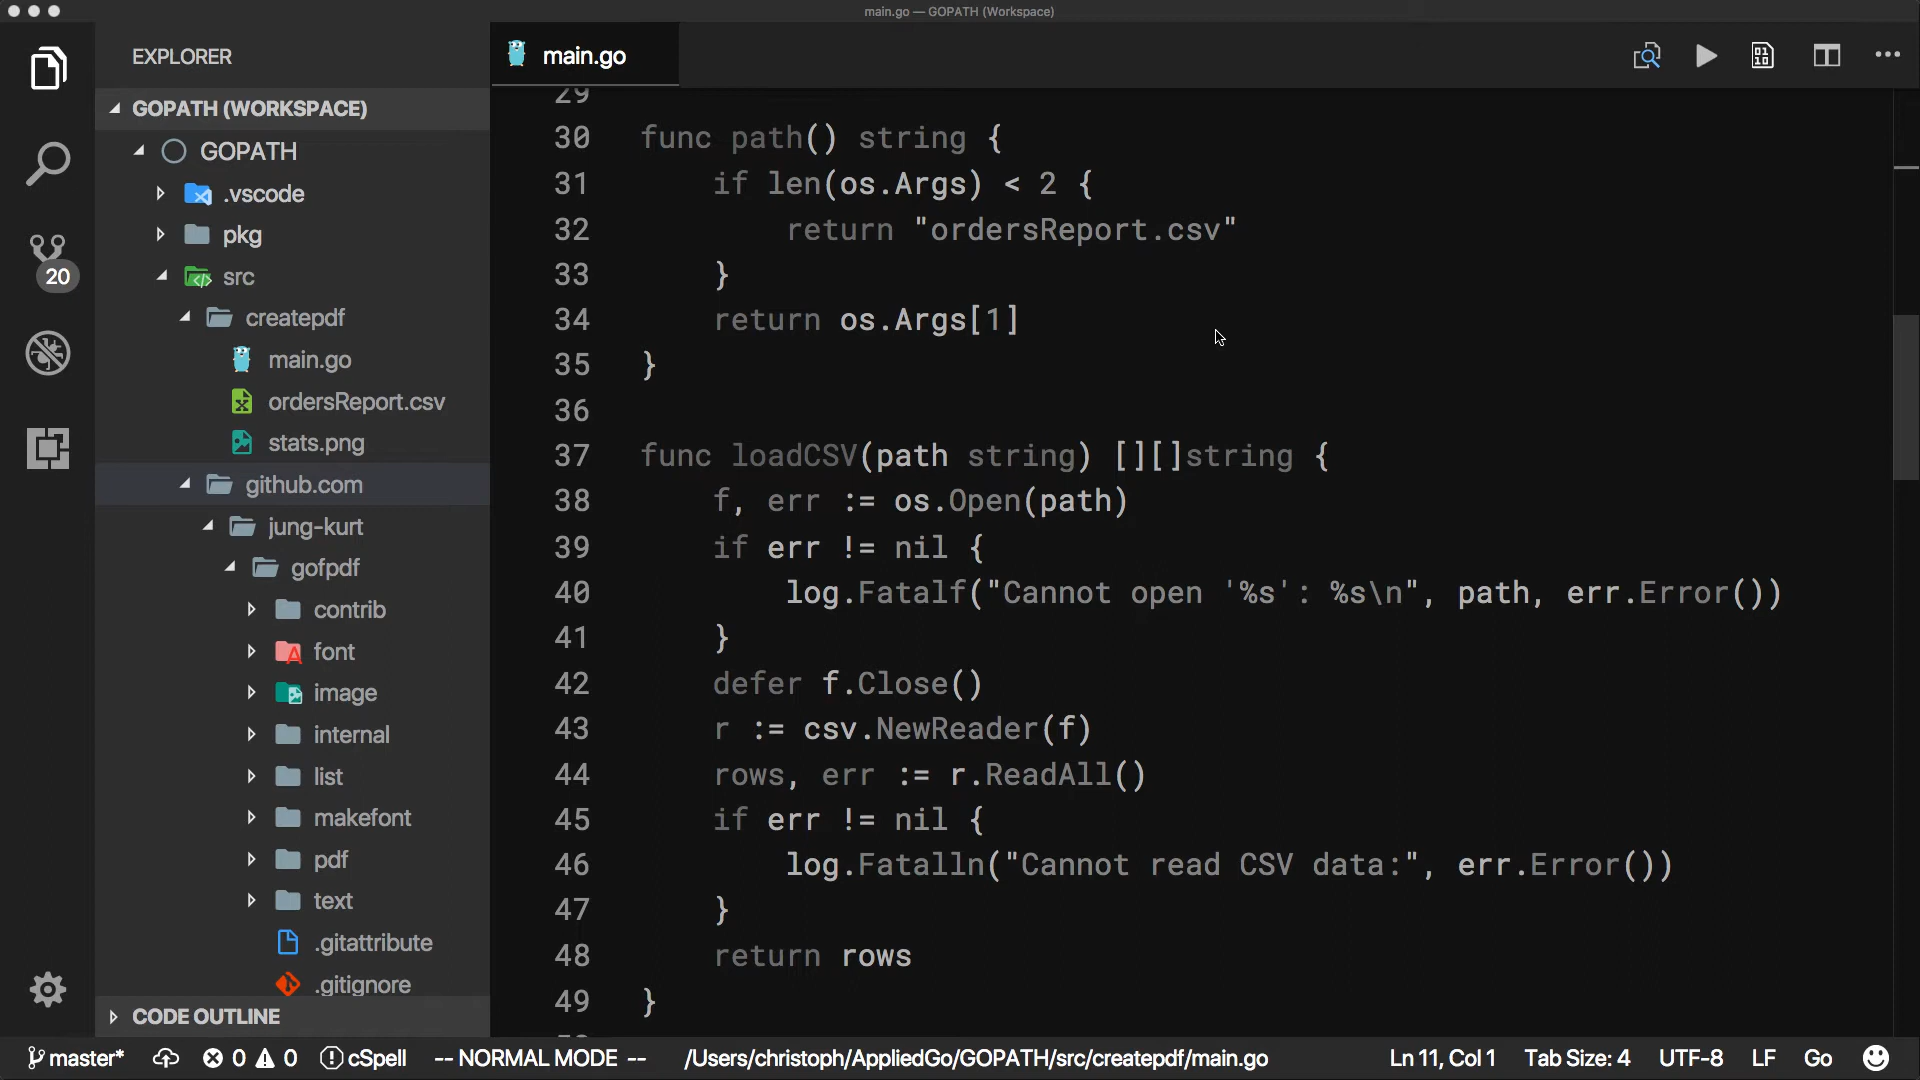 main.go — GOPATH (Workspace)
EXPLORER
GOPATH (WORKSPACE)
GOPATH
.vscode
pkg
src
createpdf
main.go
ordersReport.csv
stats.png
github.com
jung-kurt
gofpdf
contrib
font
image
internal
list
makefont
pdf
text
.gitattribute
.gitignore
CODE OUTLINE
20
main.go
29
30 func path() string {
31     if len(os.Args) < 2 {
32         return "ordersReport.csv"
33     }
34     return os.Args[1]
35 }
36
37 func loadCSV(path string) [][]string {
38     f, err := os.Open(path)
39     if err != nil {
40         log.Fatalf("Cannot open '%s': %s\n", path, err.Error())
41     }
42     defer f.Close()
43     r := csv.NewReader(f)
44     rows, err := r.ReadAll()
45     if err != nil {
46         log.Fatalln("Cannot read CSV data:", err.Error())
47     }
48     return rows
49 }
master* 0 0 cSpell -- NORMAL MODE -- /Users/christoph/AppliedGo/GOPATH/src/createpdf/main.go Ln 11, Col 1 Tab Size: 4 UTF-8 LF Go